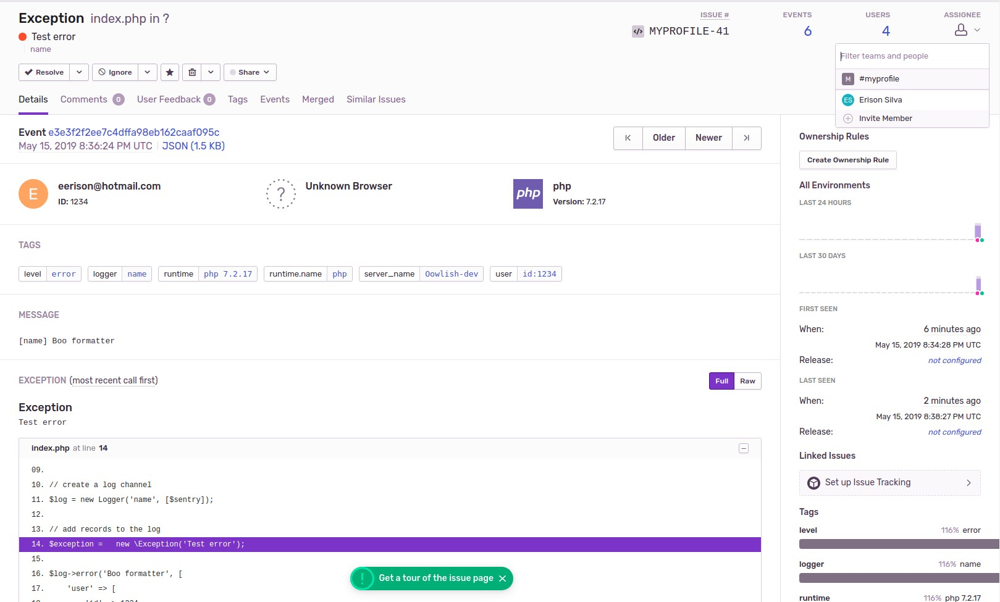 Exception index.php in ?
Test error
name
ISSUE # EVENTS USERS ASSIGNEE
MYPROFILE-41 6 4
Filter teams and people
M #myprofile
ES Erison Silva
Invite Member
Resolve Ignore Share
Details Comments 0 User Feedback 0 Tags Events Merged Similar Issues
Event e3e3f2f2ee7c4dffa98eb162caaf095c
May 15, 2019 8:36:24 PM UTC JSON (1.5 KB)
Older Newer
E eerison@hotmail.com
ID: 1234
? Unknown Browser
php php
Version: 7.2.17
TAGS
level error logger name runtime php 7.2.17 runtime.name php server_name Oowlish-dev user id:1234
MESSAGE
[name] Boo formatter
EXCEPTION (most recent call first)
Full Raw
Exception
Test error
index.php at line 14
09.
10. // create a log channel
11. $log = new Logger('name', [$sentry]);
12.
13. // add records to the log
14. $exception =   new \Exception('Test error');
15.
16. $log->error('Boo formatter', [
17.     'user' => [
18.         'id' => 1234
Get a tour of the issue page
Ownership Rules
Create Ownership Rule
All Environments
LAST 24 HOURS
LAST 30 DAYS
FIRST SEEN
When: 6 minutes ago
May 15, 2019 8:34:28 PM UTC
Release: not configured
LAST SEEN
When: 2 minutes ago
May 15, 2019 8:38:27 PM UTC
Release: not configured
Linked Issues
Set up Issue Tracking
Tags
level 116% error
logger 116% name
runtime 116% php 7.2.17